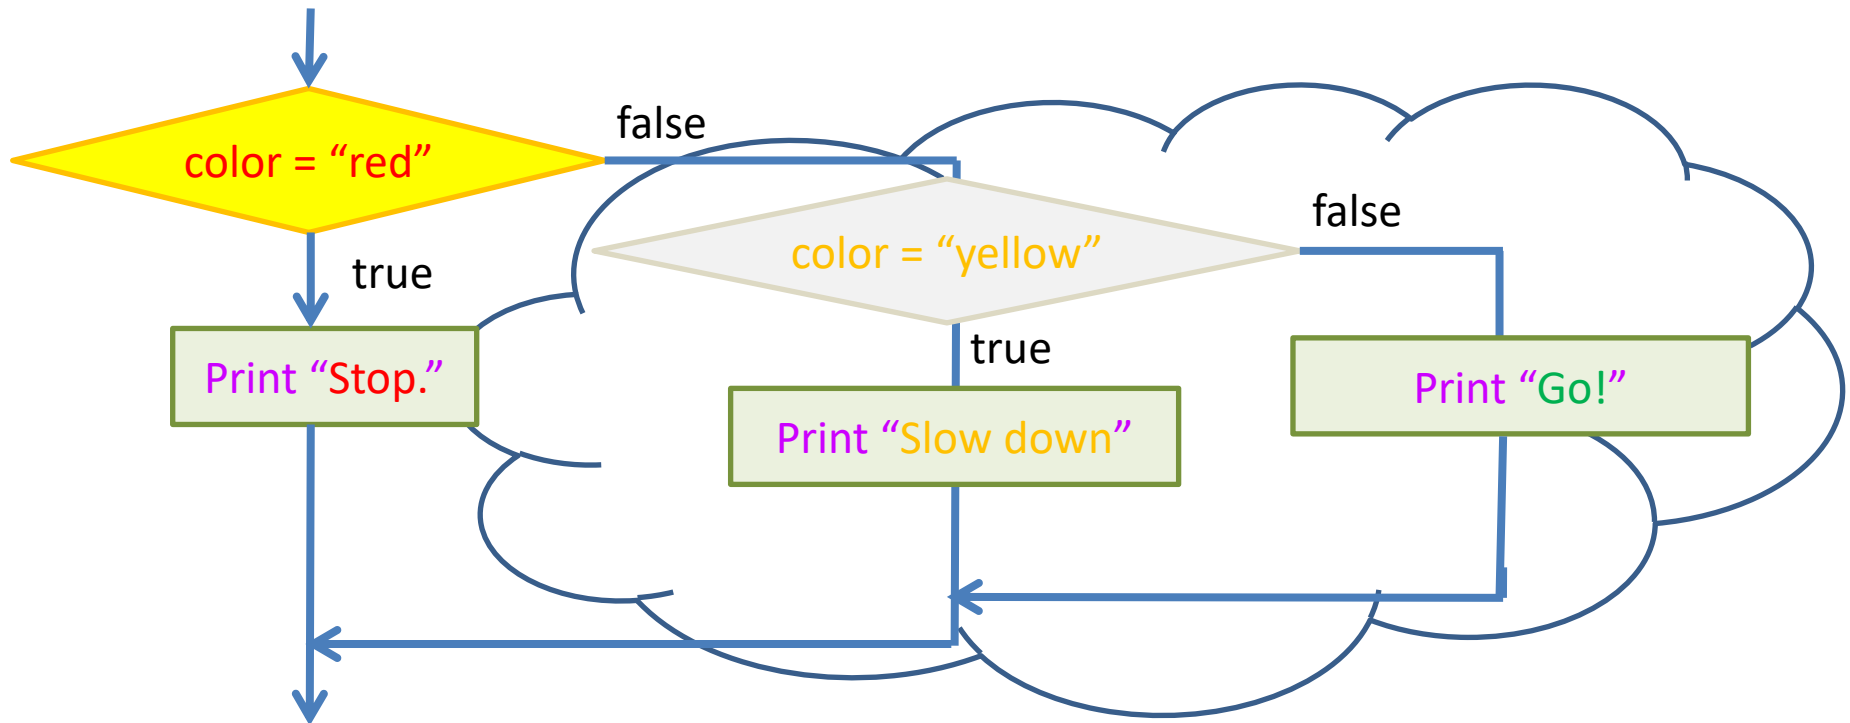 false
color = “red”
false
color = “yellow”
true
true
Print “Stop.”
Print “Go!”
Print “Slow down”